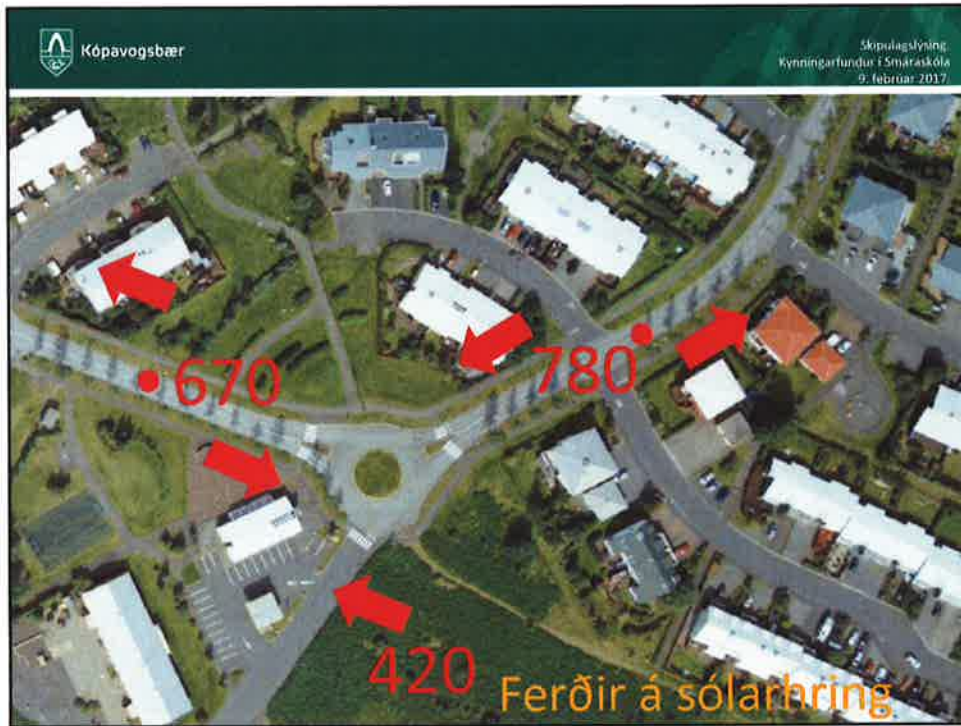 Kópavogsbær
Skipulagslýsing.
Kynningarfundur í Smáraskóla
9. febrúar 2017.
670
780
420
Ferðir á sólarhring